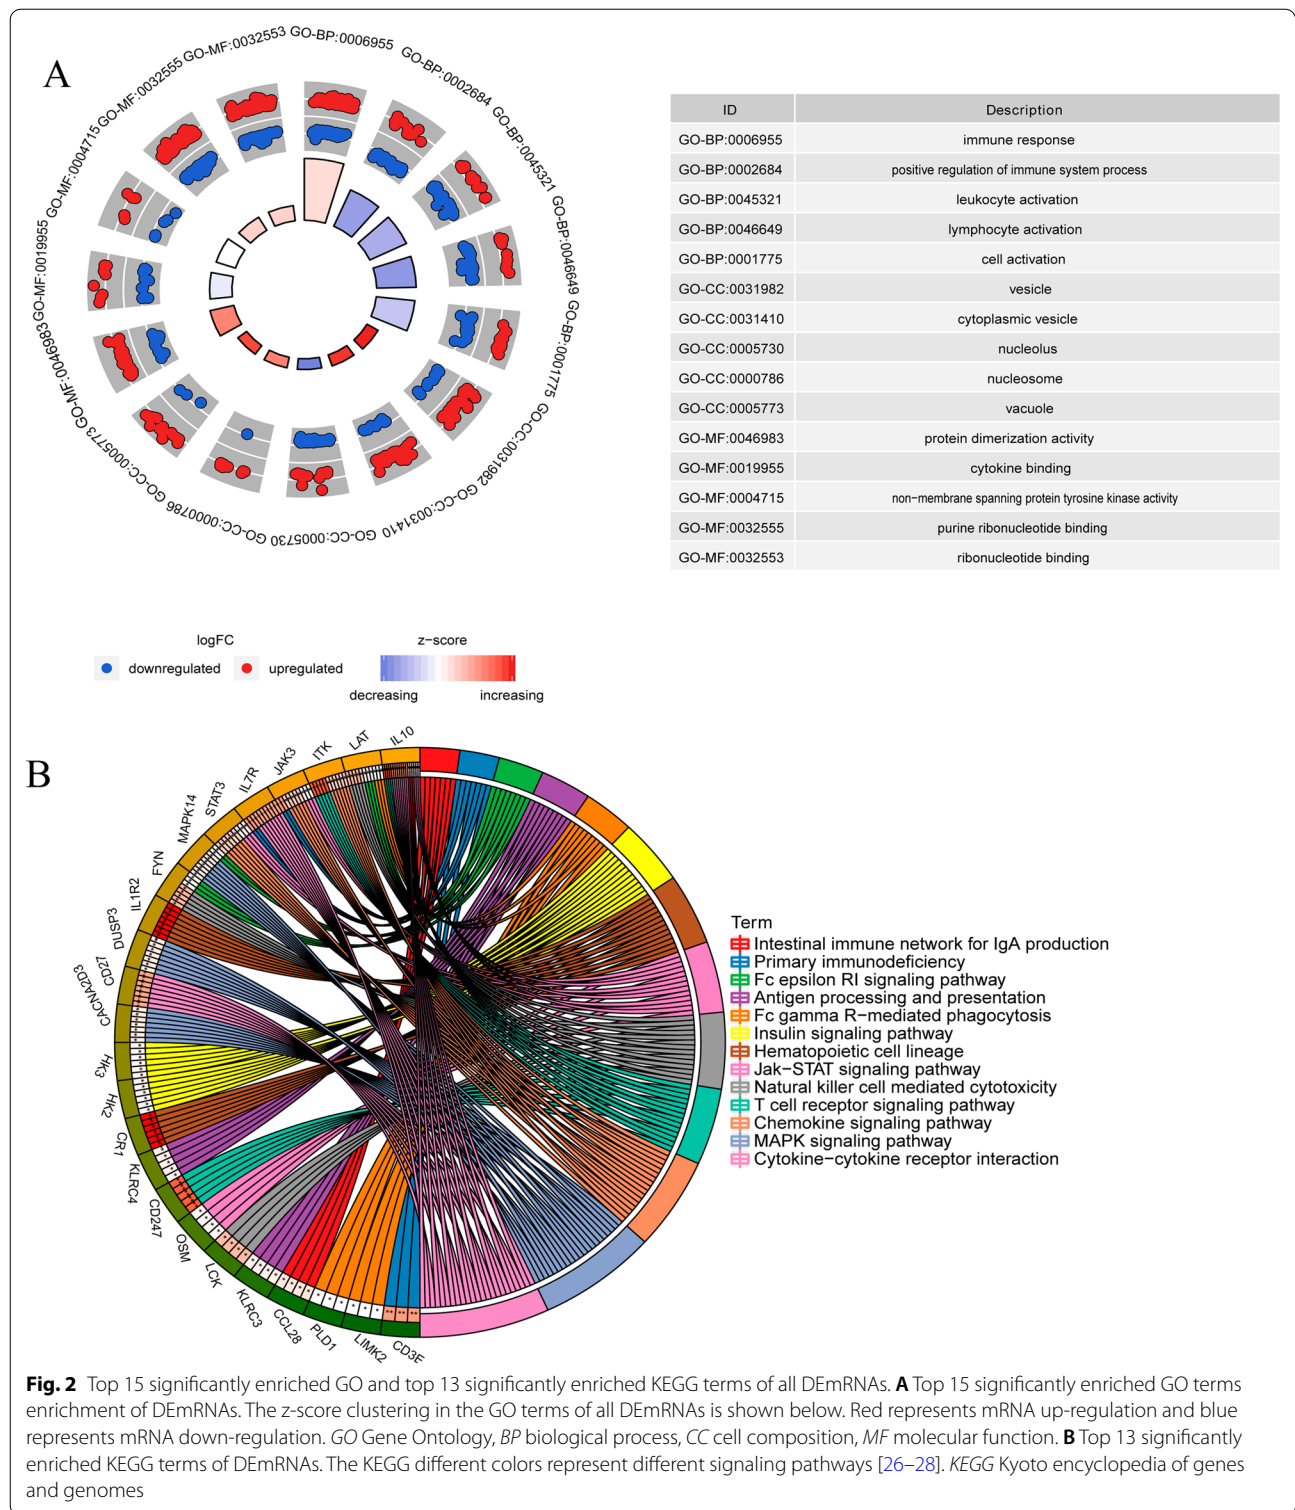 A
GO-BP:0006955
GO-BP:0002684
GO-BP:0045321
GO-BP:0046649
GO-BP:0001775
GO-CC:0031982
GO-CC:0031410
GO-CC:0005730
GO-CC:0000786
GO-CC:0005773
GO-MF:0046983
GO-MF:0019955
GO-MF:0004715
GO-MF:0032555
GO-MF:0032553
ID Description
GO-BP:0006955 immune response
GO-BP:0002684 positive regulation of immune system process
GO-BP:0045321 leukocyte activation
GO-BP:0046649 lymphocyte activation
GO-BP:0001775 cell activation
GO-CC:0031982 vesicle
GO-CC:0031410 cytoplasmic vesicle
GO-CC:0005730 nucleolus
GO-CC:0000786 nucleosome
GO-CC:0005773 vacuole
GO-MF:0046983 protein dimerization activity
GO-MF:0019955 cytokine binding
GO-MF:0004715 non−membrane spanning protein tyrosine kinase activity
GO-MF:0032555 purine ribonucleotide binding
GO-MF:0032553 ribonucleotide binding
logFC
downregulated upregulated
z−score
decreasing increasing
B
IL10
LAT
ITK
JAK3
IL7R
STAT3
MAPK14
FYN
IL1R2
DUSP3
CD27
CACNA2D3
HK3
HK2
CR1
KLRC4
CD247
OSM
LCK
KLRC3
CCL28
PLD1
LIMK2
CD3E
Term
Intestinal immune network for IgA production
Primary immunodeficiency
Fc epsilon RI signaling pathway
Antigen processing and presentation
Fc gamma R−mediated phagocytosis
Insulin signaling pathway
Hematopoietic cell lineage
Jak−STAT signaling pathway
Natural killer cell mediated cytotoxicity
T cell receptor signaling pathway
Chemokine signaling pathway
MAPK signaling pathway
Cytokine−cytokine receptor interaction
Fig. 2 Top 15 significantly enriched GO and top 13 significantly enriched KEGG terms of all DEmRNAs. A Top 15 significantly enriched GO terms
enrichment of DEmRNAs. The z-score clustering in the GO terms of all DEmRNAs is shown below. Red represents mRNA up-regulation and blue
represents mRNA down-regulation. GO Gene Ontology, BP biological process, CC cell composition, MF molecular function. B Top 13 significantly
enriched KEGG terms of DEmRNAs. The KEGG different colors represent different signaling pathways [26–28]. KEGG Kyoto encyclopedia of genes
and genomes